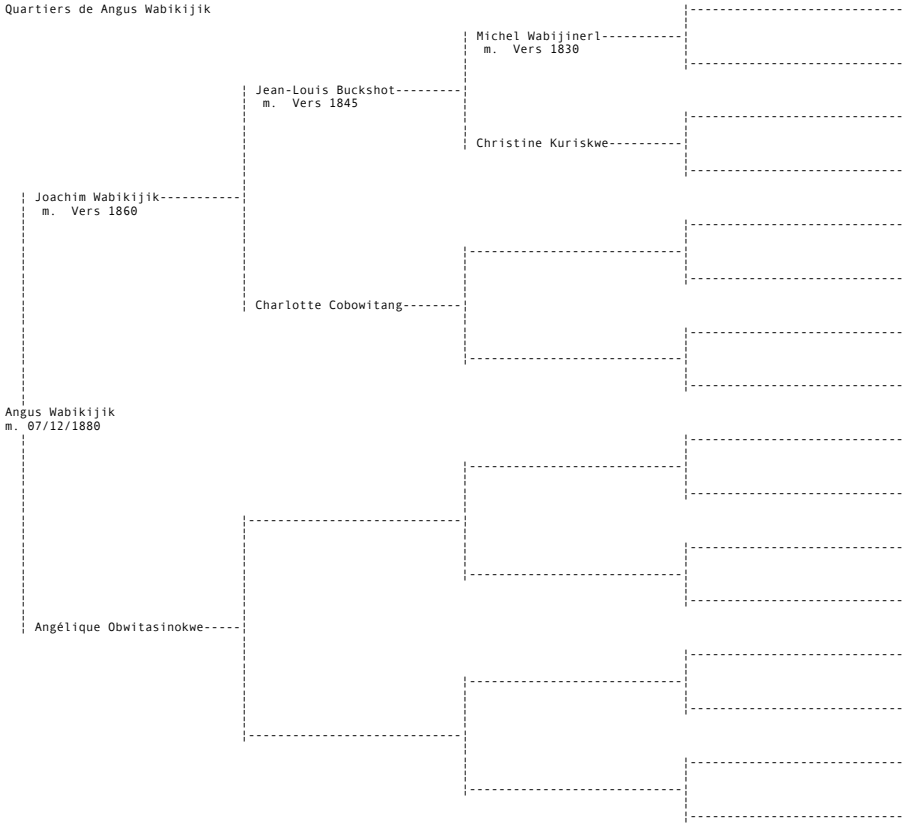 Quartiers de Angus Wabikijik
Michel Wabijinerl
m. Vers 1830
Jean-Louis Buckshot
m. Vers 1845
Christine Kuriskwe
Joachim Wabikijik
m. Vers 1860
Charlotte Cobowitang
Angus Wabikijik
m. 07/12/1880
Angélique Obwitasinokwe